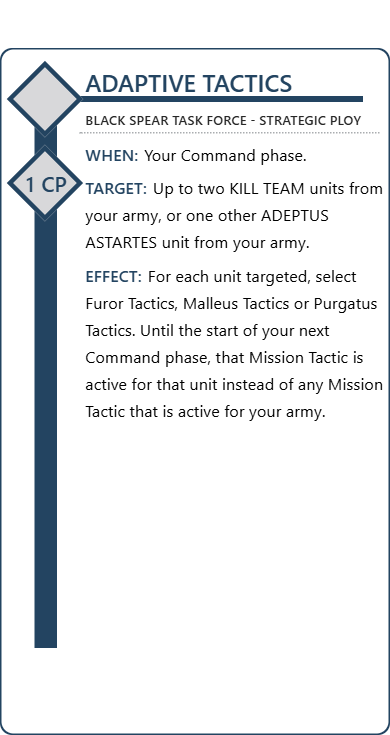 ADAPTIVE TACTICS
BLACK SPEAR TASK FORCE - STRATEGIC PLOY
1 CP
WHEN: Your Command phase.
TARGET: Up to two KILL TEAM units from
your army, or one other ADEPTUS
ASTARTES unit from your army.
EFFECT: For each unit targeted, select
Furor Tactics, Malleus Tactics or Purgatus
Tactics. Until the start of your next
Command phase, that Mission Tactic is
active for that unit instead of any Mission
Tactic that is active for your army.